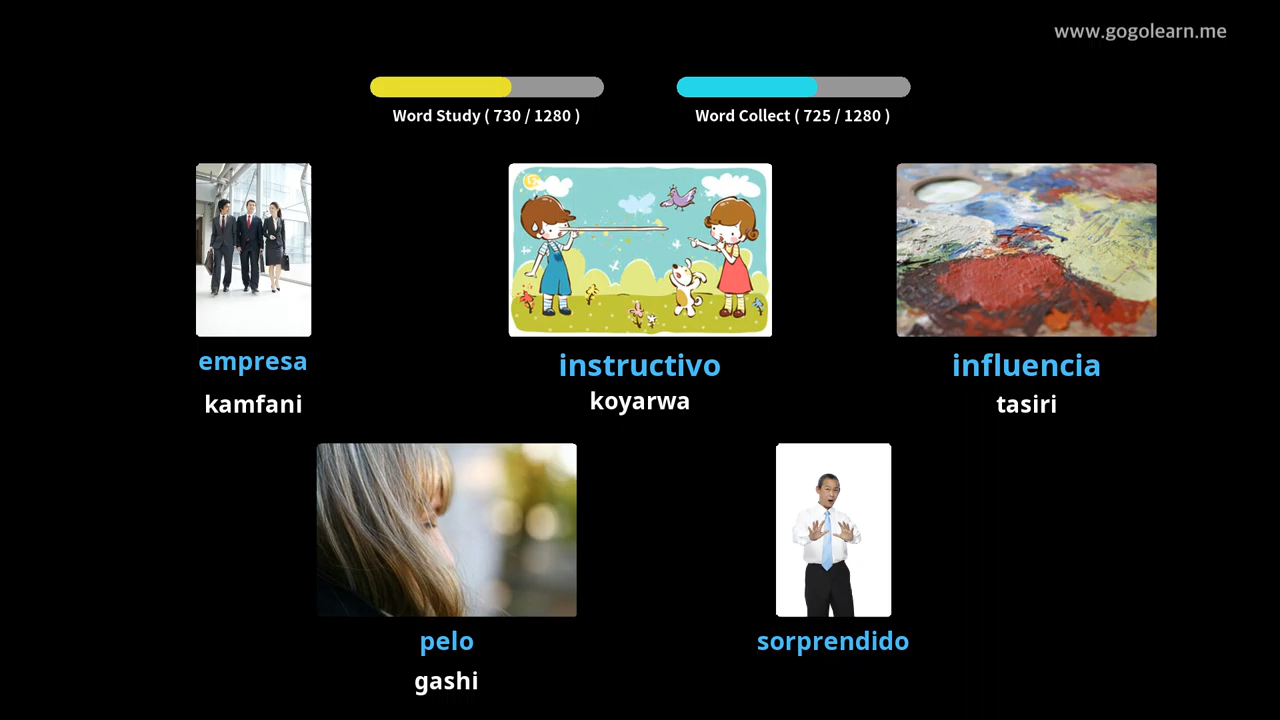 www.gogolearn.me
Word Study ( 730 / 1280 )
Word Collect ( 725 / 1280 )
empresa
instructivo
influencia
kamfani
koyarwa
tasiri
pelo
sorprendido
gashi